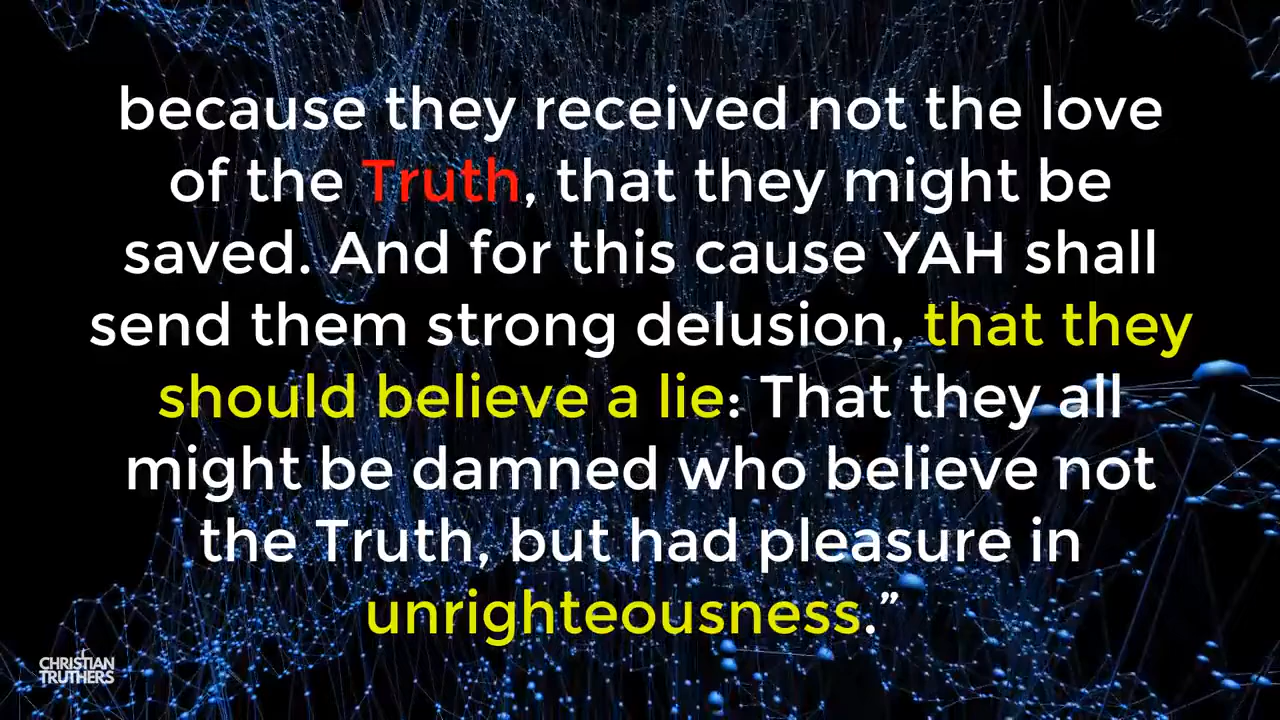 because they received not the love
of the Truth, that they might be
saved. And for this cause YAH shall
send them strong delusion, that they
should believe a lie: That they all
might be damned who believe not
the Truth, but had pleasure in
unrighteousness.”
CHRISTIAN
TRUTHERS